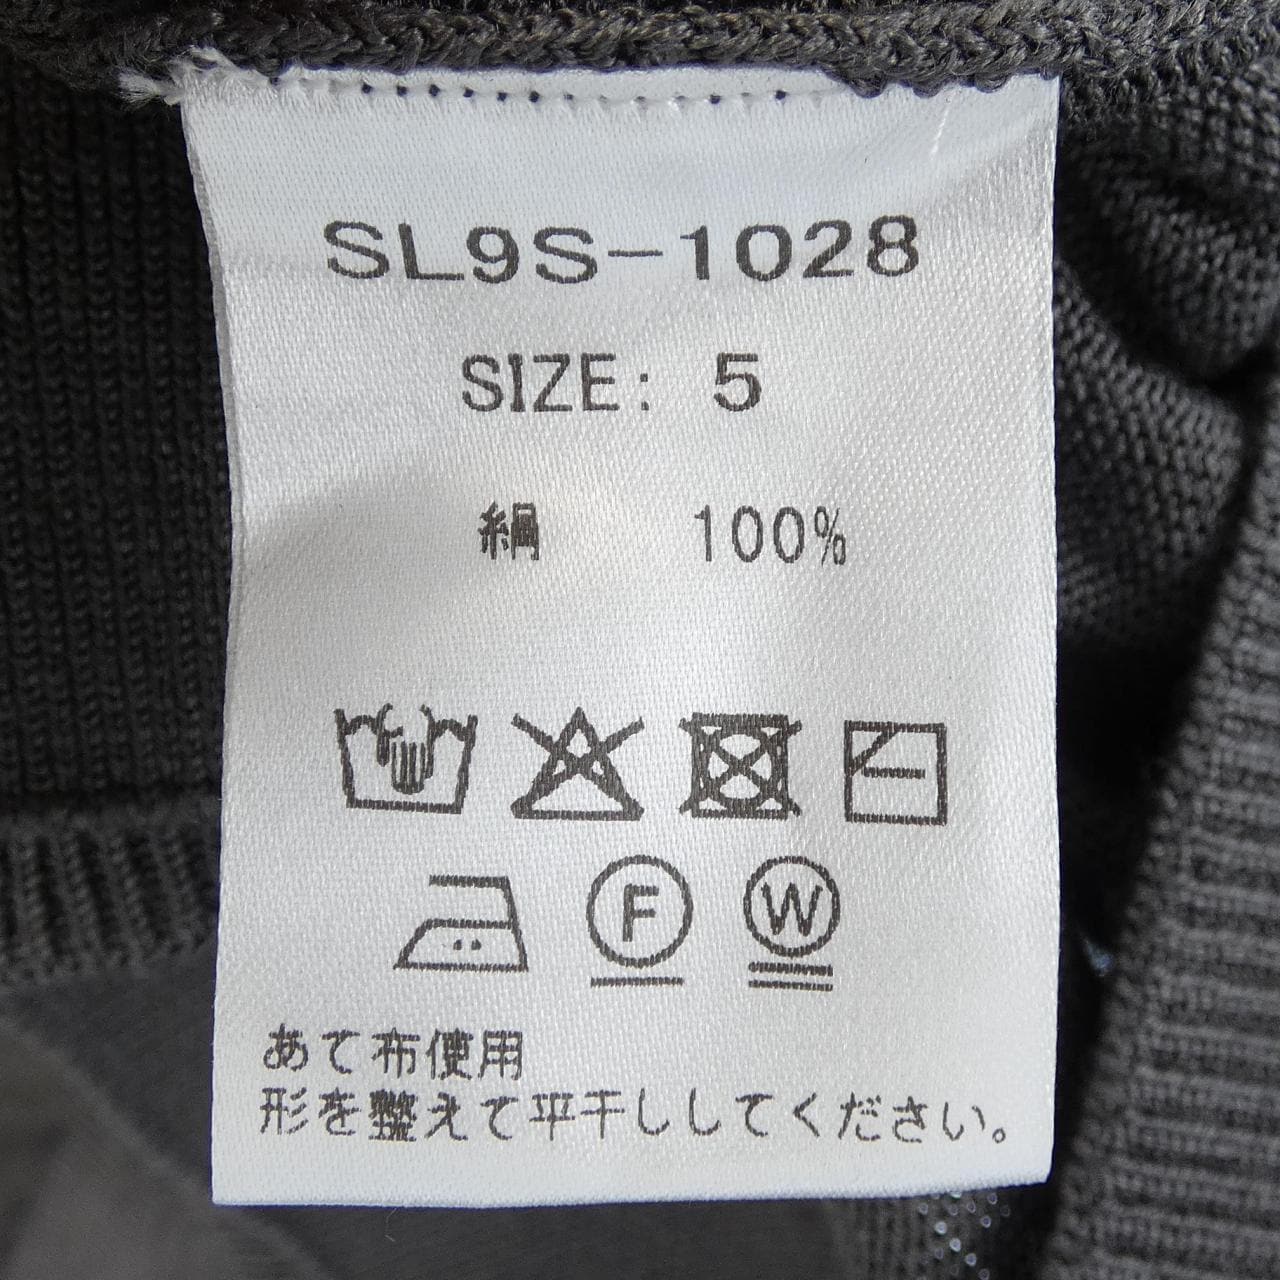 SL9S-1028
SIZE: 5
絹 100%
F W
あて布使用
形を整えて平干ししてください。